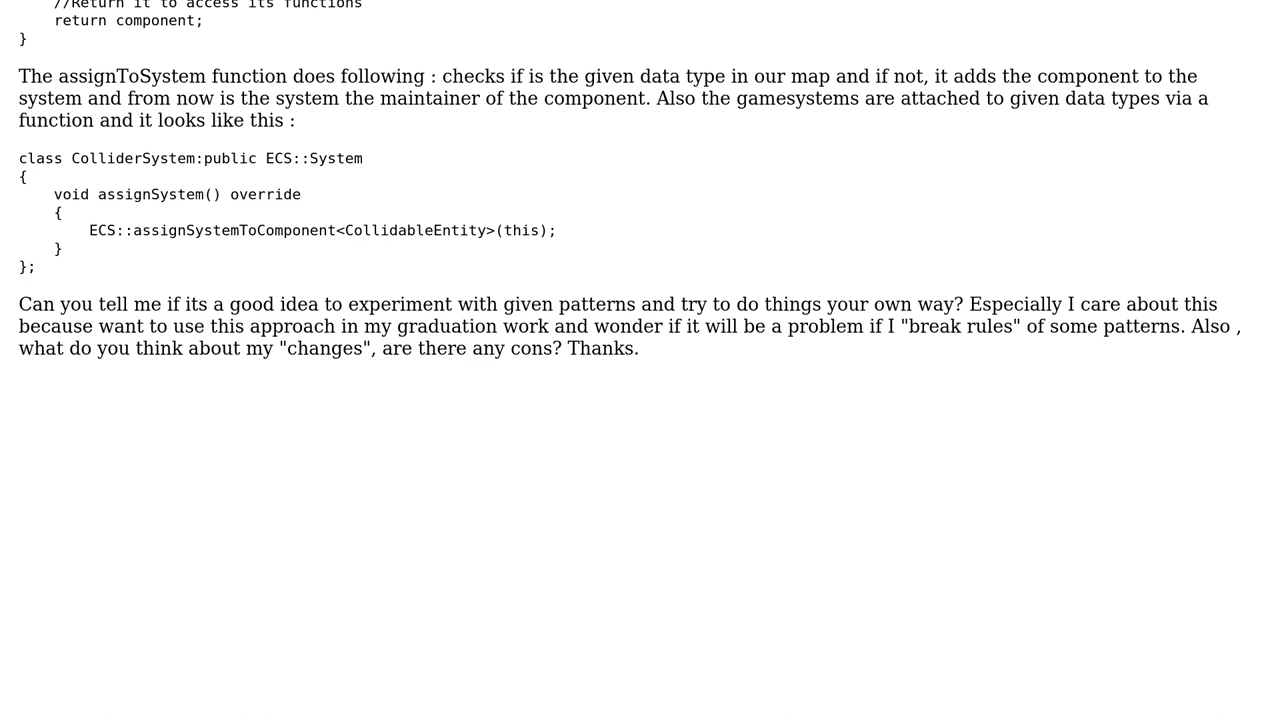 //Return it to access its functions
    return component;
}
The assignToSystem function does following : checks if is the given data type in our map and if not, it adds the component to the
system and from now is the system the maintainer of the component. Also the gamesystems are attached to given data types via a
function and it looks like this :
class ColliderSystem:public ECS::System
{
    void assignSystem() override
    {
        ECS::assignSystemToComponent<CollidableEntity>(this);
    }
};
Can you tell me if its a good idea to experiment with given patterns and try to do things your own way? Especially I care about this
because want to use this approach in my graduation work and wonder if it will be a problem if I "break rules" of some patterns. Also ,
what do you think about my "changes", are there any cons? Thanks.